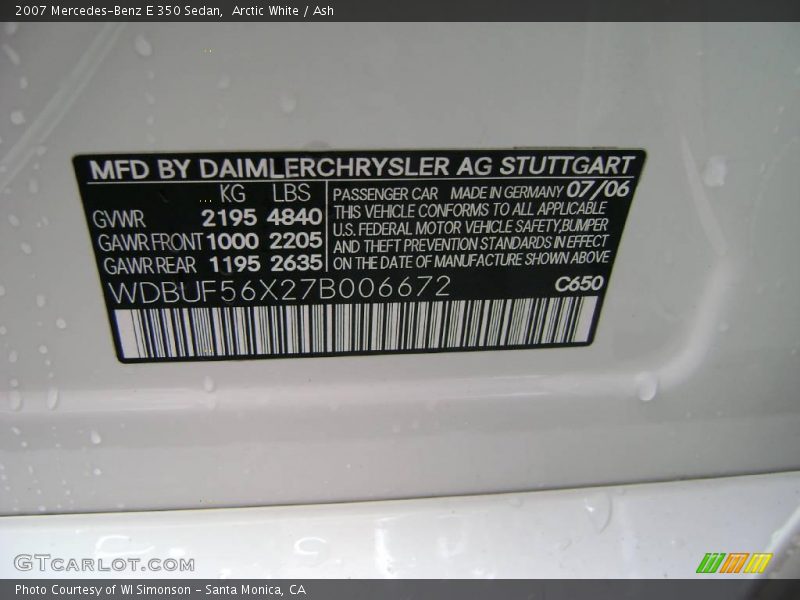 2007 Mercedes-Benz E 350 Sedan, Arctic White / Ash
MFD BY DAIMLERCHRYSLER AG STUTTGART
KG LBS
GVWR 2195 4840
GAWR FRONT 1000 2205
GAWR REAR 1195 2635
PASSENGER CAR MADE IN GERMANY 07/06
THIS VEHICLE CONFORMS TO ALL APPLICABLE
U.S. FEDERAL MOTOR VEHICLE SAFETY, BUMPER
AND THEFT PREVENTION STANDARDS IN EFFECT
ON THE DATE OF MANUFACTURE SHOWN ABOVE
WDBUF56X27B006672 C650
GTCARLOT.COM
Photo Courtesy of WI Simonson - Santa Monica, CA